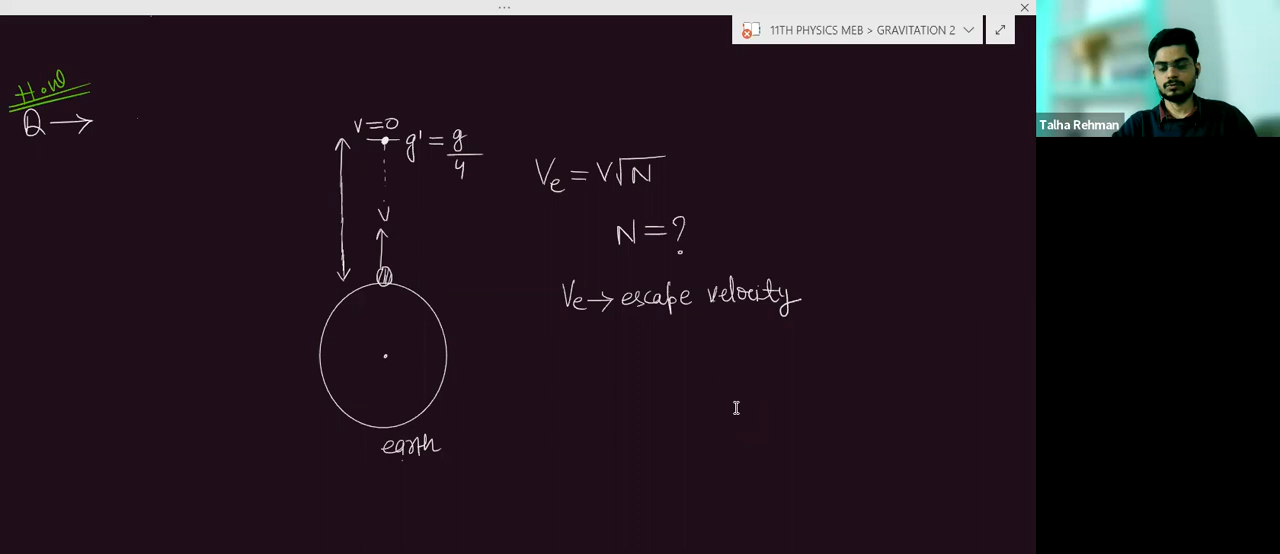 11TH PHYSICS MEB > GRAVITATION 2
Talha Rehman
H.W
Q →
V=0
g' = g/4
V
earth
Ve = V√N
N = ?
Ve → escape velocity